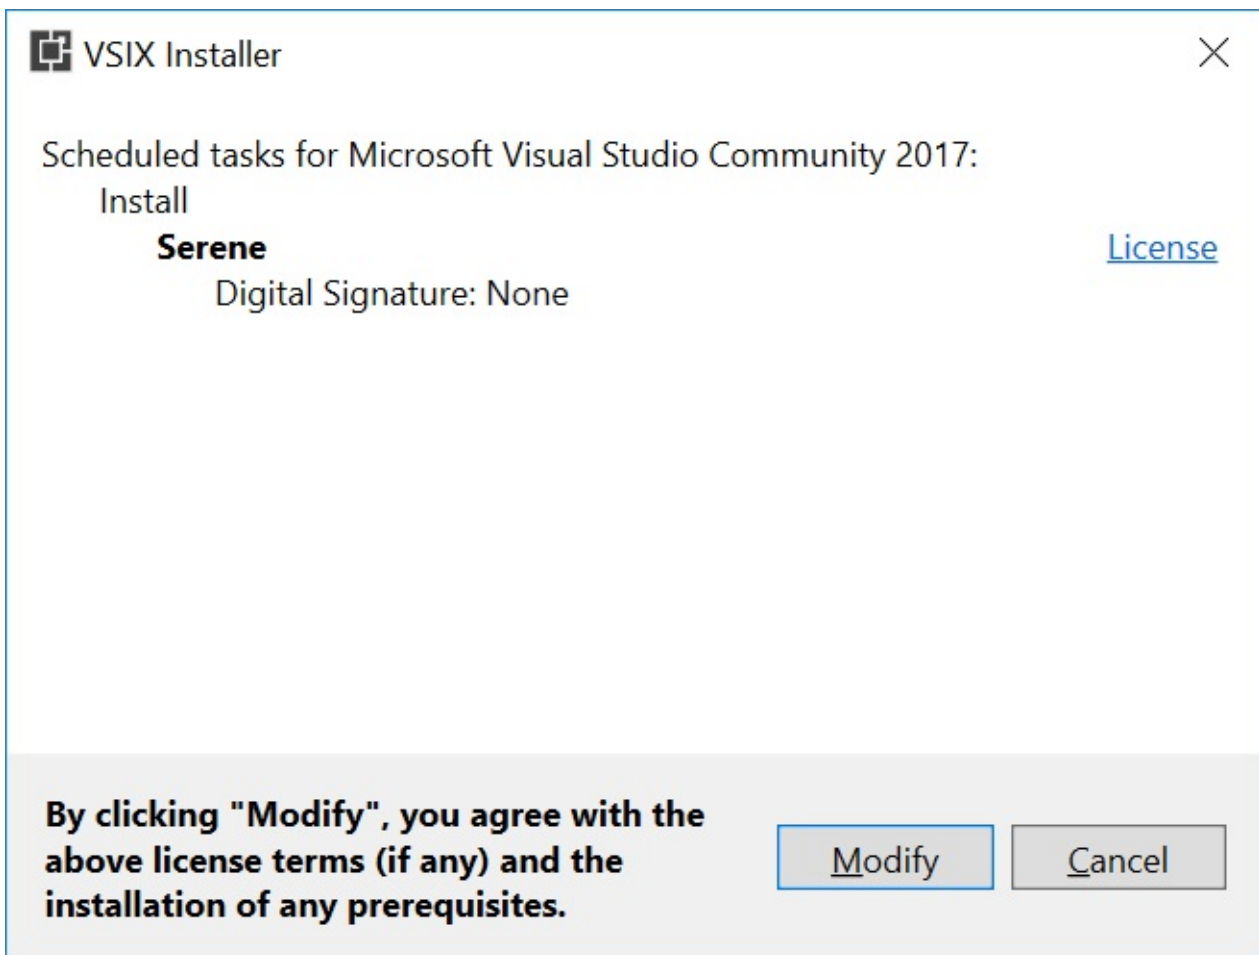 VSIX Installer
Scheduled tasks for Microsoft Visual Studio Community 2017:
Install
Serene License
Digital Signature: None
By clicking "Modify", you agree with the
above license terms (if any) and the
installation of any prerequisites.
Modify Cancel